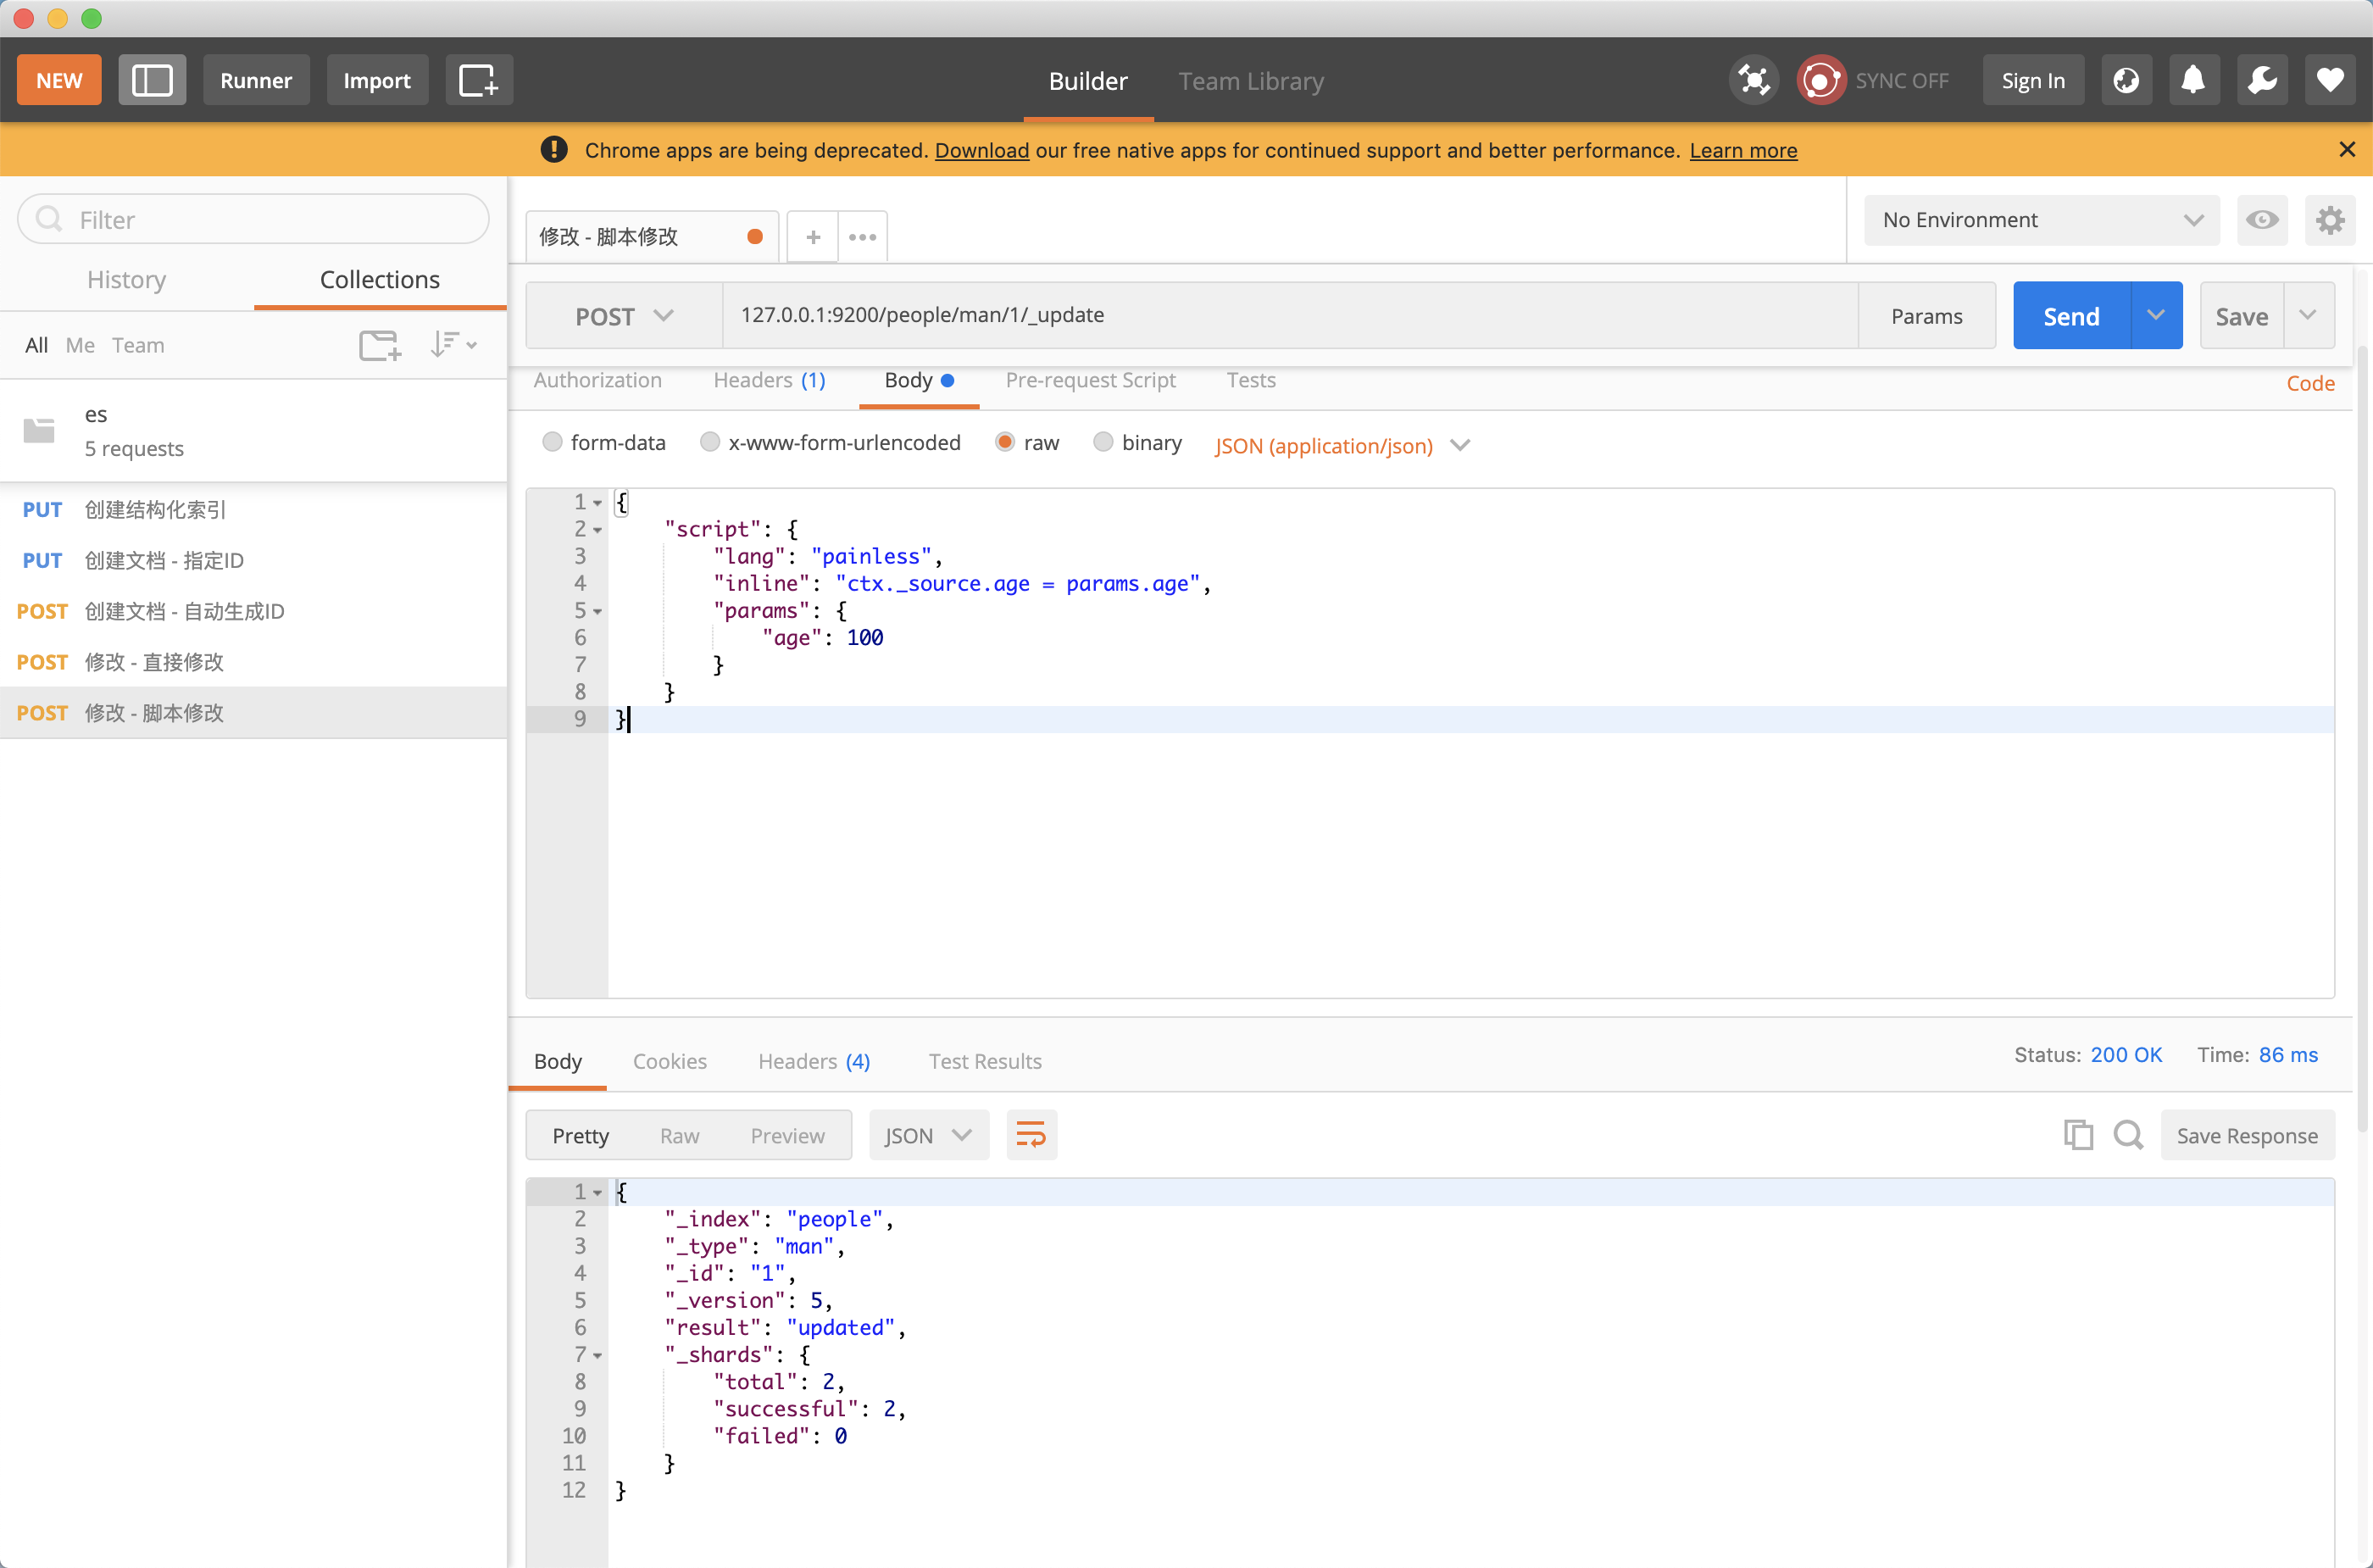 NEW Runner Import Builder Team Library SYNC OFF Sign In
Chrome apps are being deprecated. Download our free native apps for continued support and better performance. Learn more
Filter
History Collections
All Me Team
es
5 requests
PUT 创建结构化索引
PUT 创建文档 - 指定ID
POST 创建文档 - 自动生成ID
POST 修改 - 直接修改
POST 修改 - 脚本修改
修改 - 脚本修改
No Environment
POST 127.0.0.1:9200/people/man/1/_update Params Send Save
Authorization Headers (1) Body Pre-request Script Tests Code
form-data x-www-form-urlencoded raw binary JSON (application/json)
1 {
2 "script": {
3 "lang": "painless",
4 "inline": "ctx._source.age = params.age",
5 "params": {
6 "age": 100
7 }
8 }
9 }
Body Cookies Headers (4) Test Results Status: 200 OK Time: 86 ms
Pretty Raw Preview JSON Save Response
1 {
2 "_index": "people",
3 "_type": "man",
4 "_id": "1",
5 "_version": 5,
6 "result": "updated",
7 "_shards": {
8 "total": 2,
9 "successful": 2,
10 "failed": 0
11 }
12 }